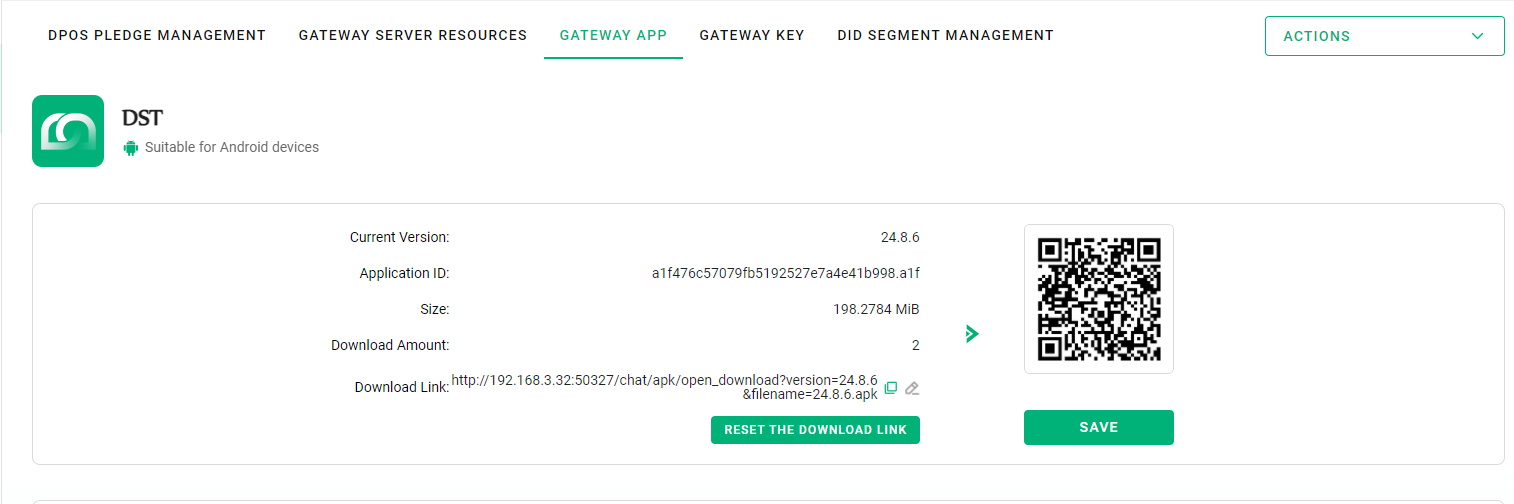 DPOS PLEDGE MANAGEMENT GATEWAY SERVER RESOURCES GATEWAY APP GATEWAY KEY DID SEGMENT MANAGEMENT ACTIONS
DST
Suitable for Android devices
Current Version: 24.8.6
Application ID: a1f476c57079fb5192527e7a4e41b998.a1f
Size: 198.2784 MiB
Download Amount: 2
Download Link: http://192.168.3.32:50327/chat/apk/open_download?version=24.8.6
&filename=24.8.6.apk
RESET THE DOWNLOAD LINK
SAVE